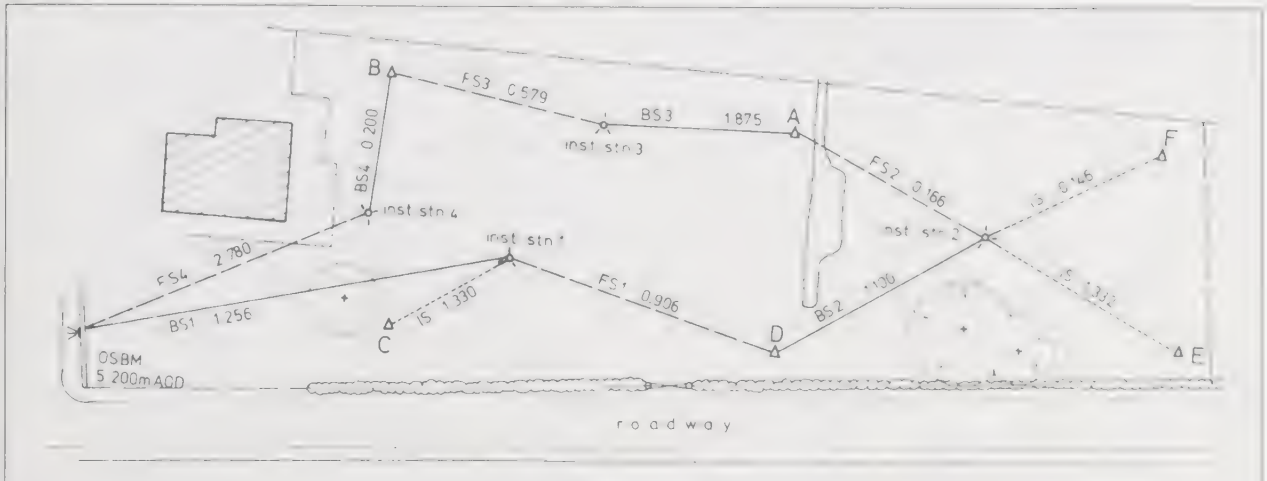 B
FS3 0.579
BS3 1.875
A
F
inst stn 3
BS4 0.200
FS2 0.166
IS 0.146
inst stn 4
inst stn 1
inst stn 2
FS4 2.780
IS 1.332
BS1 1.256
IS 1.330
FS1 0.906
BS2 1.100
C
D
E
OSBM
5 200m AOD
roadway